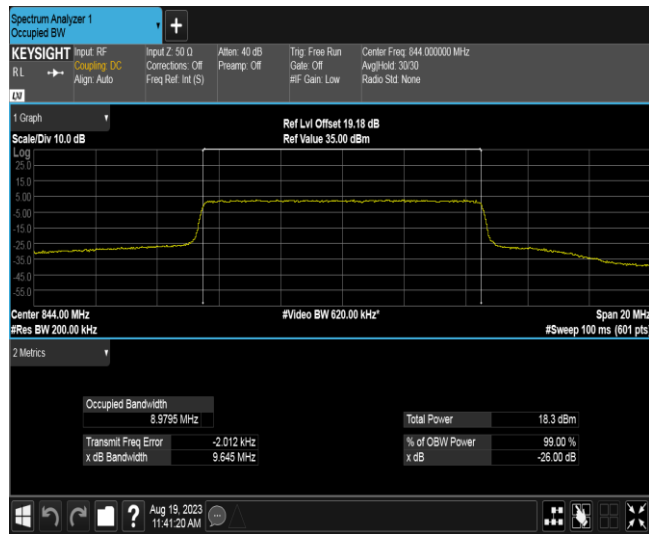 Spectrum Analyzer 1
Occupied BW
+
KEYSIGHT
RL
LXI
Input: RF
Coupling: DC
Align: Auto
Input Z: 50 Ω
Corrections: Off
Freq Ref: Int (S)
Atten: 40 dB
Preamp: Off
Trig: Free Run
Gate: Off
#IF Gain: Low
Center Freq: 844.000000 MHz
Avg|Hold: 30/30
Radio Std: None
1 Graph
Scale/Div 10.0 dB
Ref Lvl Offset 19.18 dB
Ref Value 35.00 dBm
Log
25.0
15.0
5.00
-5.00
-15.0
-25.0
-35.0
-45.0
-55.0
Center 844.00 MHz
#Video BW 620.00 kHz*
Span 20 MHz
#Res BW 200.00 kHz
#Sweep 100 ms (601 pts)
2 Metrics
Occupied Bandwidth
8.9795 MHz
Total Power 18.3 dBm
Transmit Freq Error -2.012 kHz
% of OBW Power 99.00 %
x dB Bandwidth 9.645 MHz
x dB -26.00 dB
?
Aug 19, 2023
11:41:20 AM